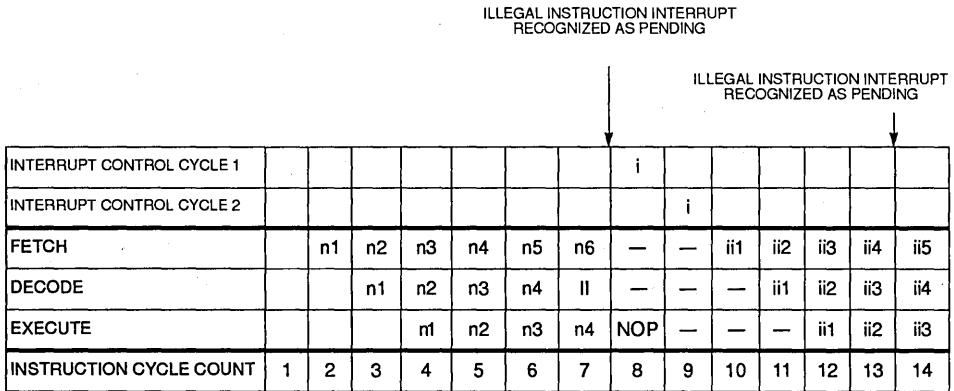 ILLEGAL INSTRUCTION INTERRUPT
RECOGNIZED AS PENDING
ILLEGAL INSTRUCTION INTERRUPT
RECOGNIZED AS PENDING
INTERRUPT CONTROL CYCLE 1 i
INTERRUPT CONTROL CYCLE 2 i
FETCH n1 n2 n3 n4 n5 n6 — — ii1 ii2 ii3 ii4 ii5
DECODE n1 n2 n3 n4 II — — — ii1 ii2 ii3 ii4
EXECUTE n1 n2 n3 n4 NOP — — — ii1 ii2 ii3
INSTRUCTION CYCLE COUNT 1 2 3 4 5 6 7 8 9 10 11 12 13 14